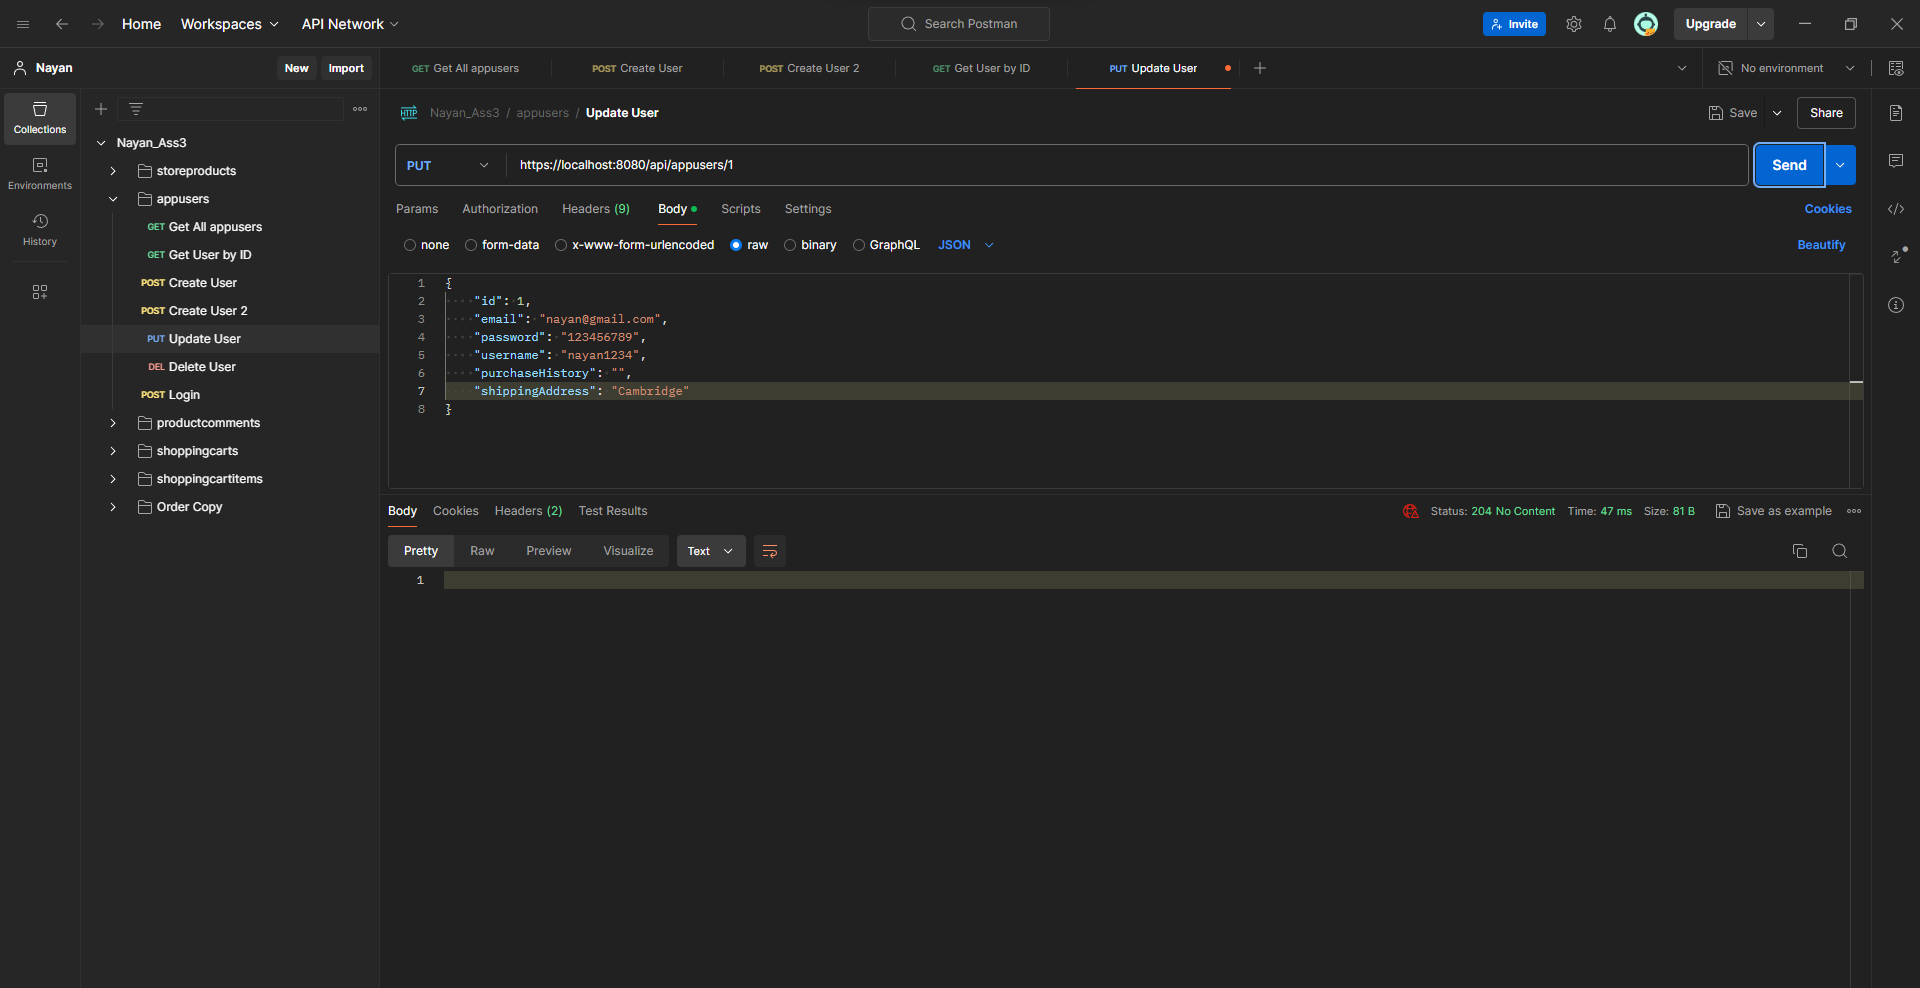 Home Workspaces API Network Search Postman Invite Upgrade
Nayan New Import
GET Get All appusers POST Create User POST Create User 2 GET Get User by ID PUT Update User No environment
Collections
Environments
History
Nayan_Ass3
storeproducts
appusers
GET Get All appusers
GET Get User by ID
POST Create User
POST Create User 2
PUT Update User
DEL Delete User
POST Login
productcomments
shoppingcarts
shoppingcartitems
Order Copy
HTTP Nayan_Ass3 / appusers / Update User Save Share
PUT https://localhost:8080/api/appusers/1 Send
Params Authorization Headers (9) Body Scripts Settings Cookies
none form-data x-www-form-urlencoded raw binary GraphQL JSON Beautify
1 {
2 "id": 1,
3 "email": "nayan@gmail.com",
4 "password": "123456789",
5 "username": "nayan1234",
6 "purchaseHistory": "",
7 "shippingAddress": "Cambridge"
8 }
Body Cookies Headers (2) Test Results Status: 204 No Content Time: 47 ms Size: 81 B Save as example
Pretty Raw Preview Visualize Text
1